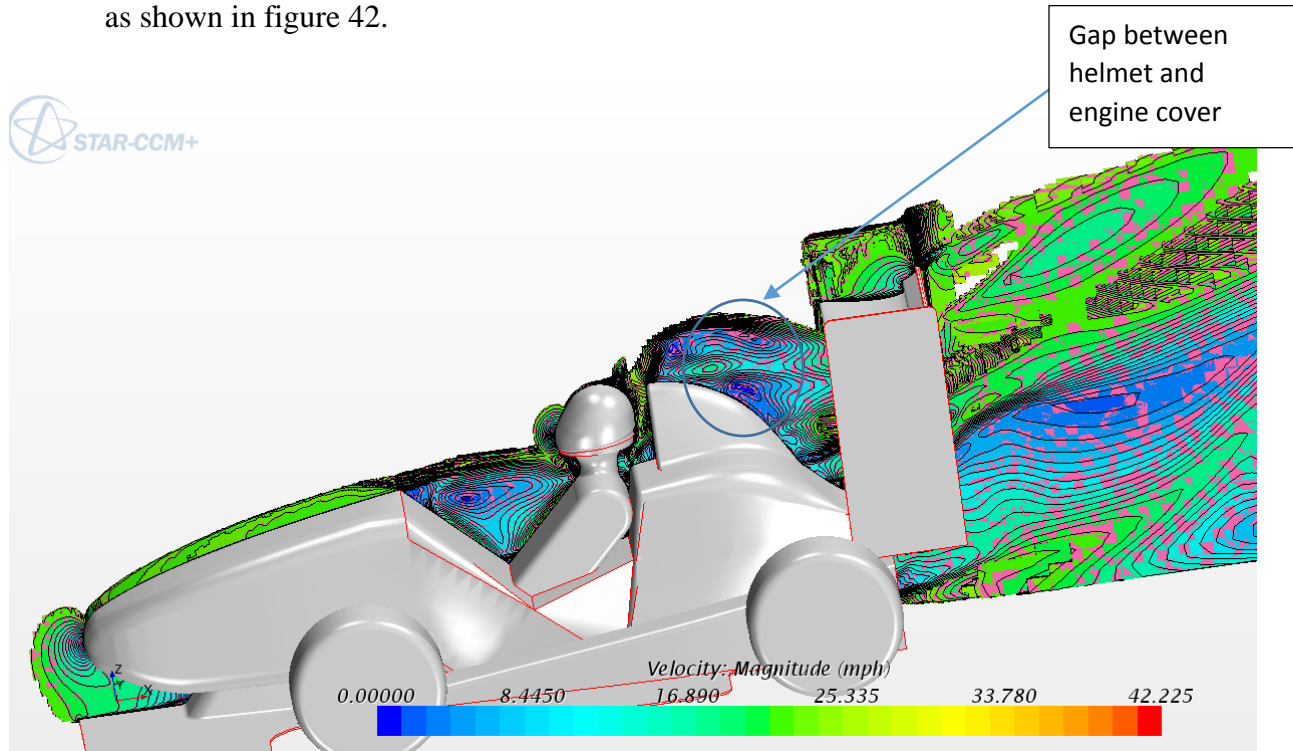 as shown in figure 42.
Gap between
helmet and
engine cover
STAR-CCM+
Z
Y
X
Velocity: Magnitude (mph)
0.00000 8.4450 16.890 25.335 33.780 42.225